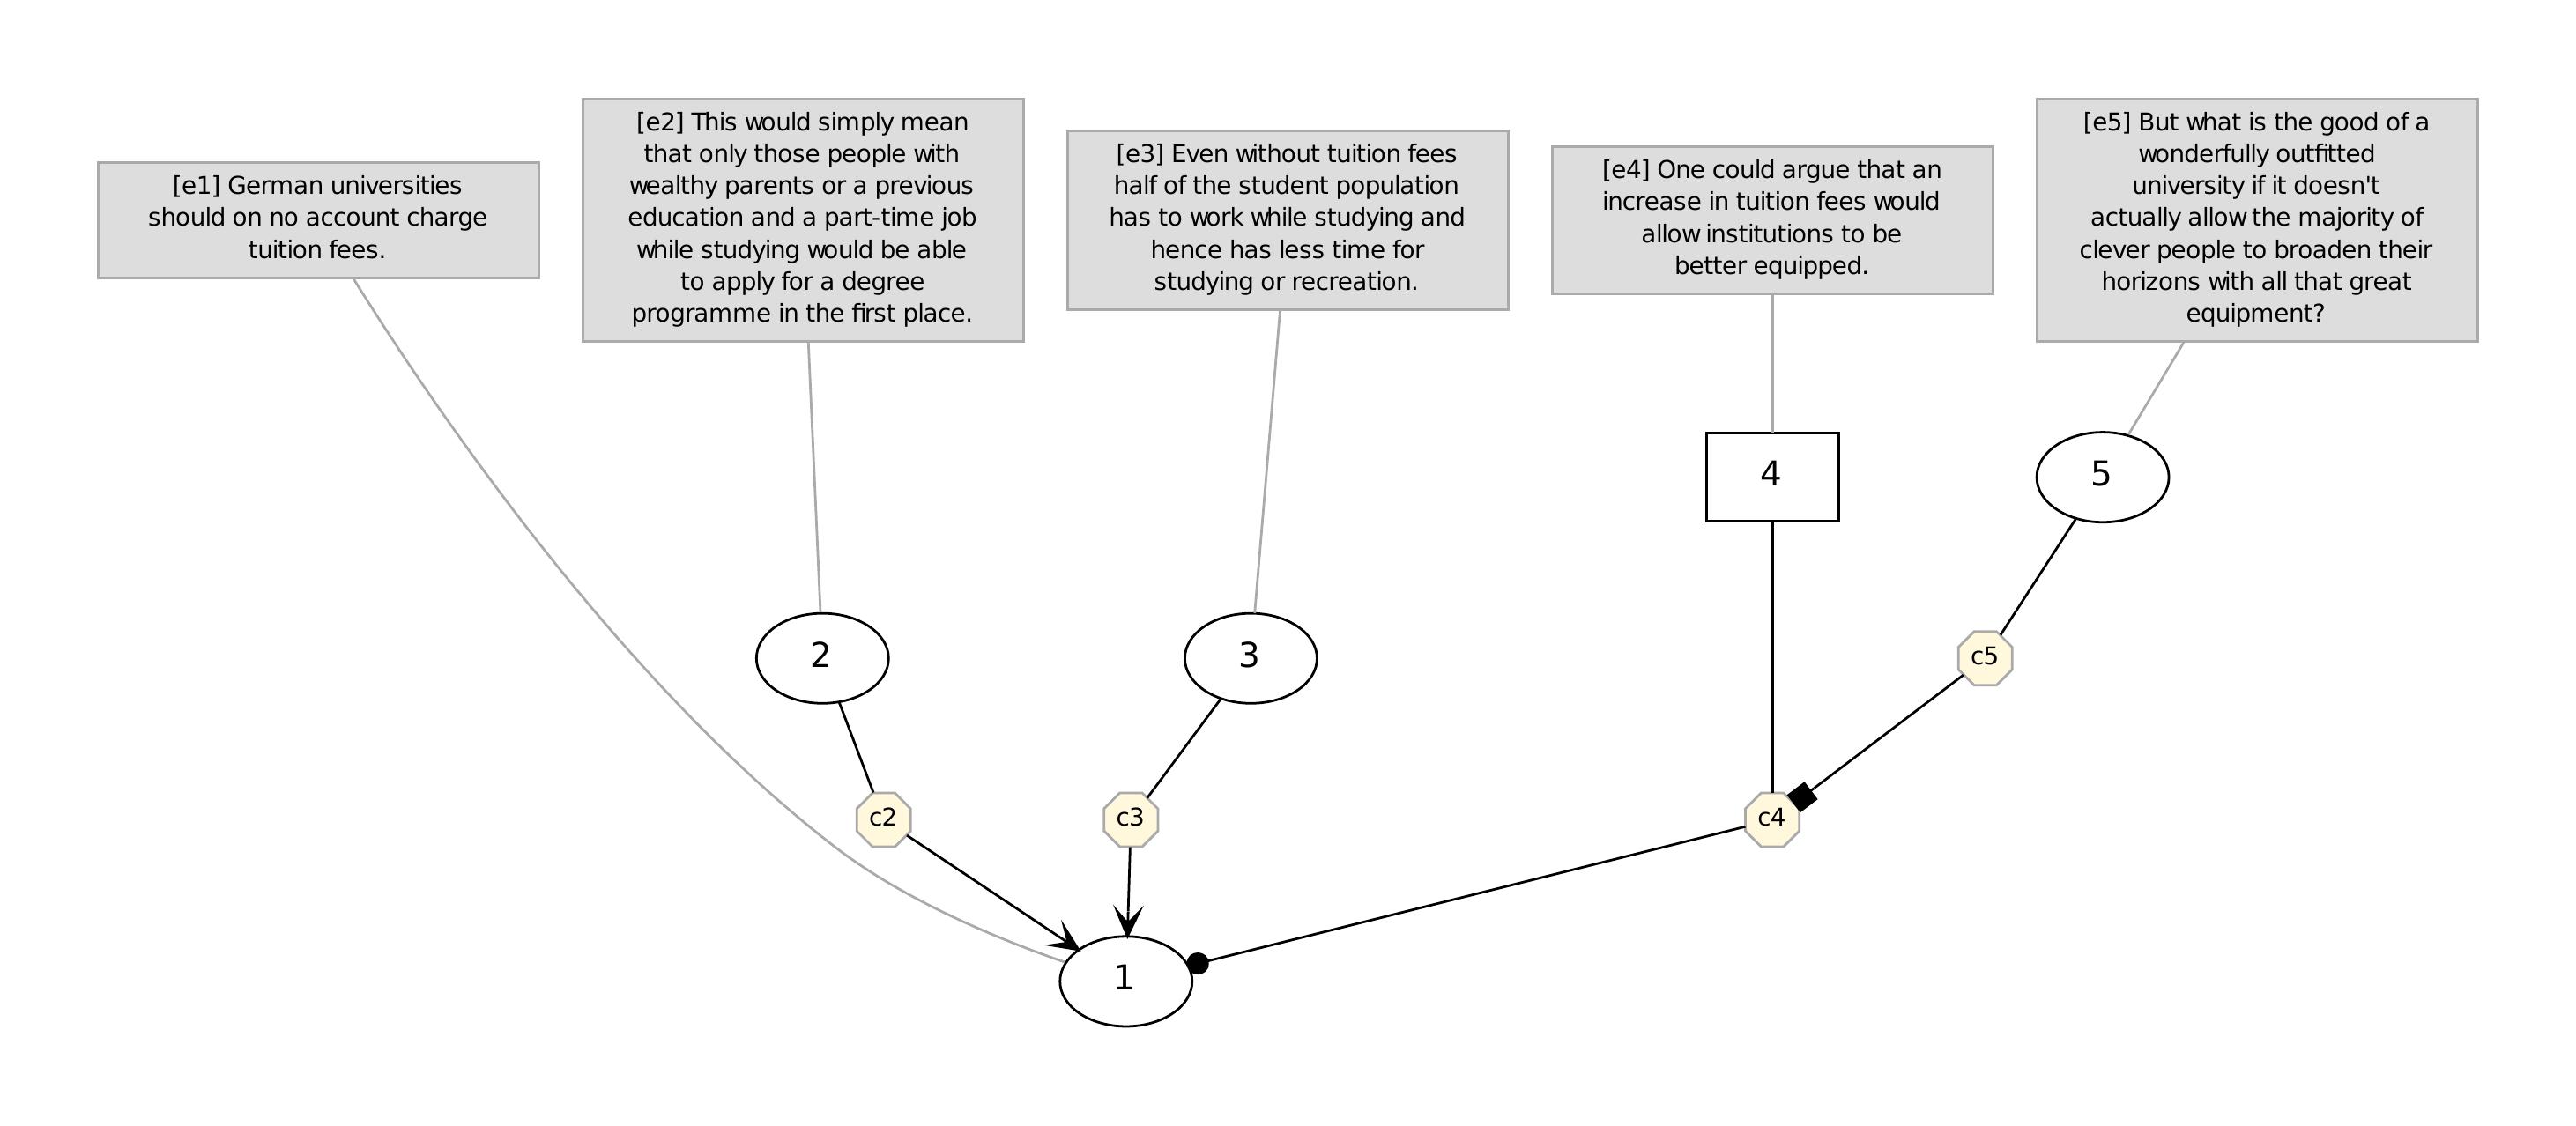 [e1] German universities
should on no account charge
tuition fees.
[e2] This would simply mean
that only those people with
wealthy parents or a previous
education and a part-time job
while studying would be able
to apply for a degree
programme in the first place.
[e3] Even without tuition fees
half of the student population
has to work while studying and
hence has less time for
studying or recreation.
[e4] One could argue that an
increase in tuition fees would
allow institutions to be
better equipped.
[e5] But what is the good of a
wonderfully outfitted
university if it doesn't
actually allow the majority of
clever people to broaden their
horizons with all that great
equipment?
4
5
2
3
c5
c2
c3
c4
1